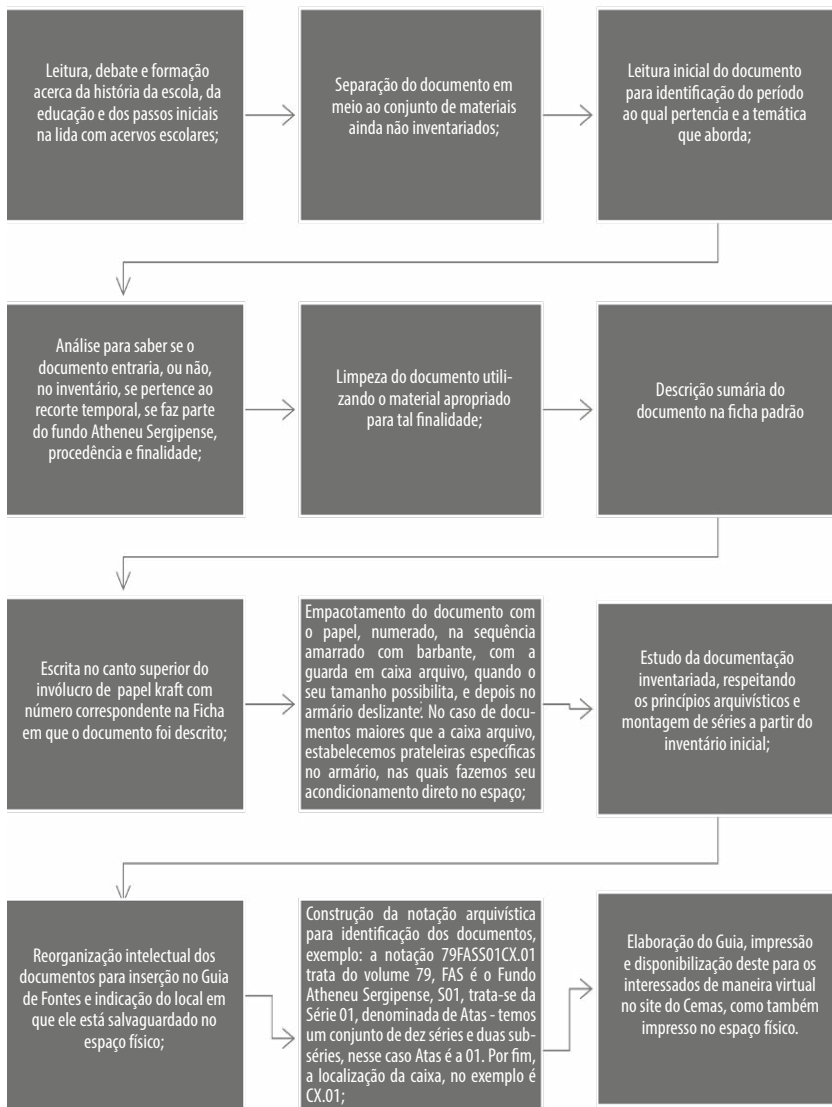 Leitura, debate e formação
acerca da história da escola, da
educação e dos passos iniciais
na lida com acervos escolares;
Separação do documento em
meio ao conjunto de materiais
ainda não inventariados;
Leitura inicial do documento
para identificação do período
ao qual pertencia e a temática
que aborda;
Análise para saber se o
documento entraria, ou não,
no inventário, se pertence ao
recorte temporal, se faz parte
do fundo Atheneu Sergipense,
procedência e finalidade;
Limpeza do documento utili-
zando o material apropriado
para tal finalidade;
Descrição sumária do
documento na ficha padrão
Escrita no canto superior do
invólucro de papel kraft com
número correspondente na Ficha
em que o documento foi descrito;
Empacotamento do documento com
o papel, numerado, na sequência
amarrado com barbante, com a
guarda em caixa arquivo, quando o
seu tamanho possibilita, e depois no
armário deslizante. No caso de docu-
mentos maiores que a caixa arquivo,
estabelecemos prateleiras específicas
no armário, nas quais fazemos seu
acondicionamento direto no espaço;
Estudo da documentação
inventariada, respeitando
os princípios arquivísticos e
montagem de séries a partir do
inventário inicial;
Reorganização intelectual dos
documentos para inserção no Guia
de Fontes e indicação do local em
que ele está salvaguardado no
espaço físico;
Construção da notação arquivística
para identificação dos documentos,
exemplo: a notação 79FASS01CX.01
trata do volume 79, FAS é o Fundo
Atheneu Sergipense, S01, trata-se da
Série 01, denominada de Atas - temos
um conjunto de dez séries e duas sub-
séries, nesse caso Atas é a 01. Por fim,
a localização da caixa, no exemplo é
CX.01;
Elaboração do Guia, impressão
e disponibilização deste para os
interessados de maneira virtual
no site do Cemas, como também
impresso no espaço físico.